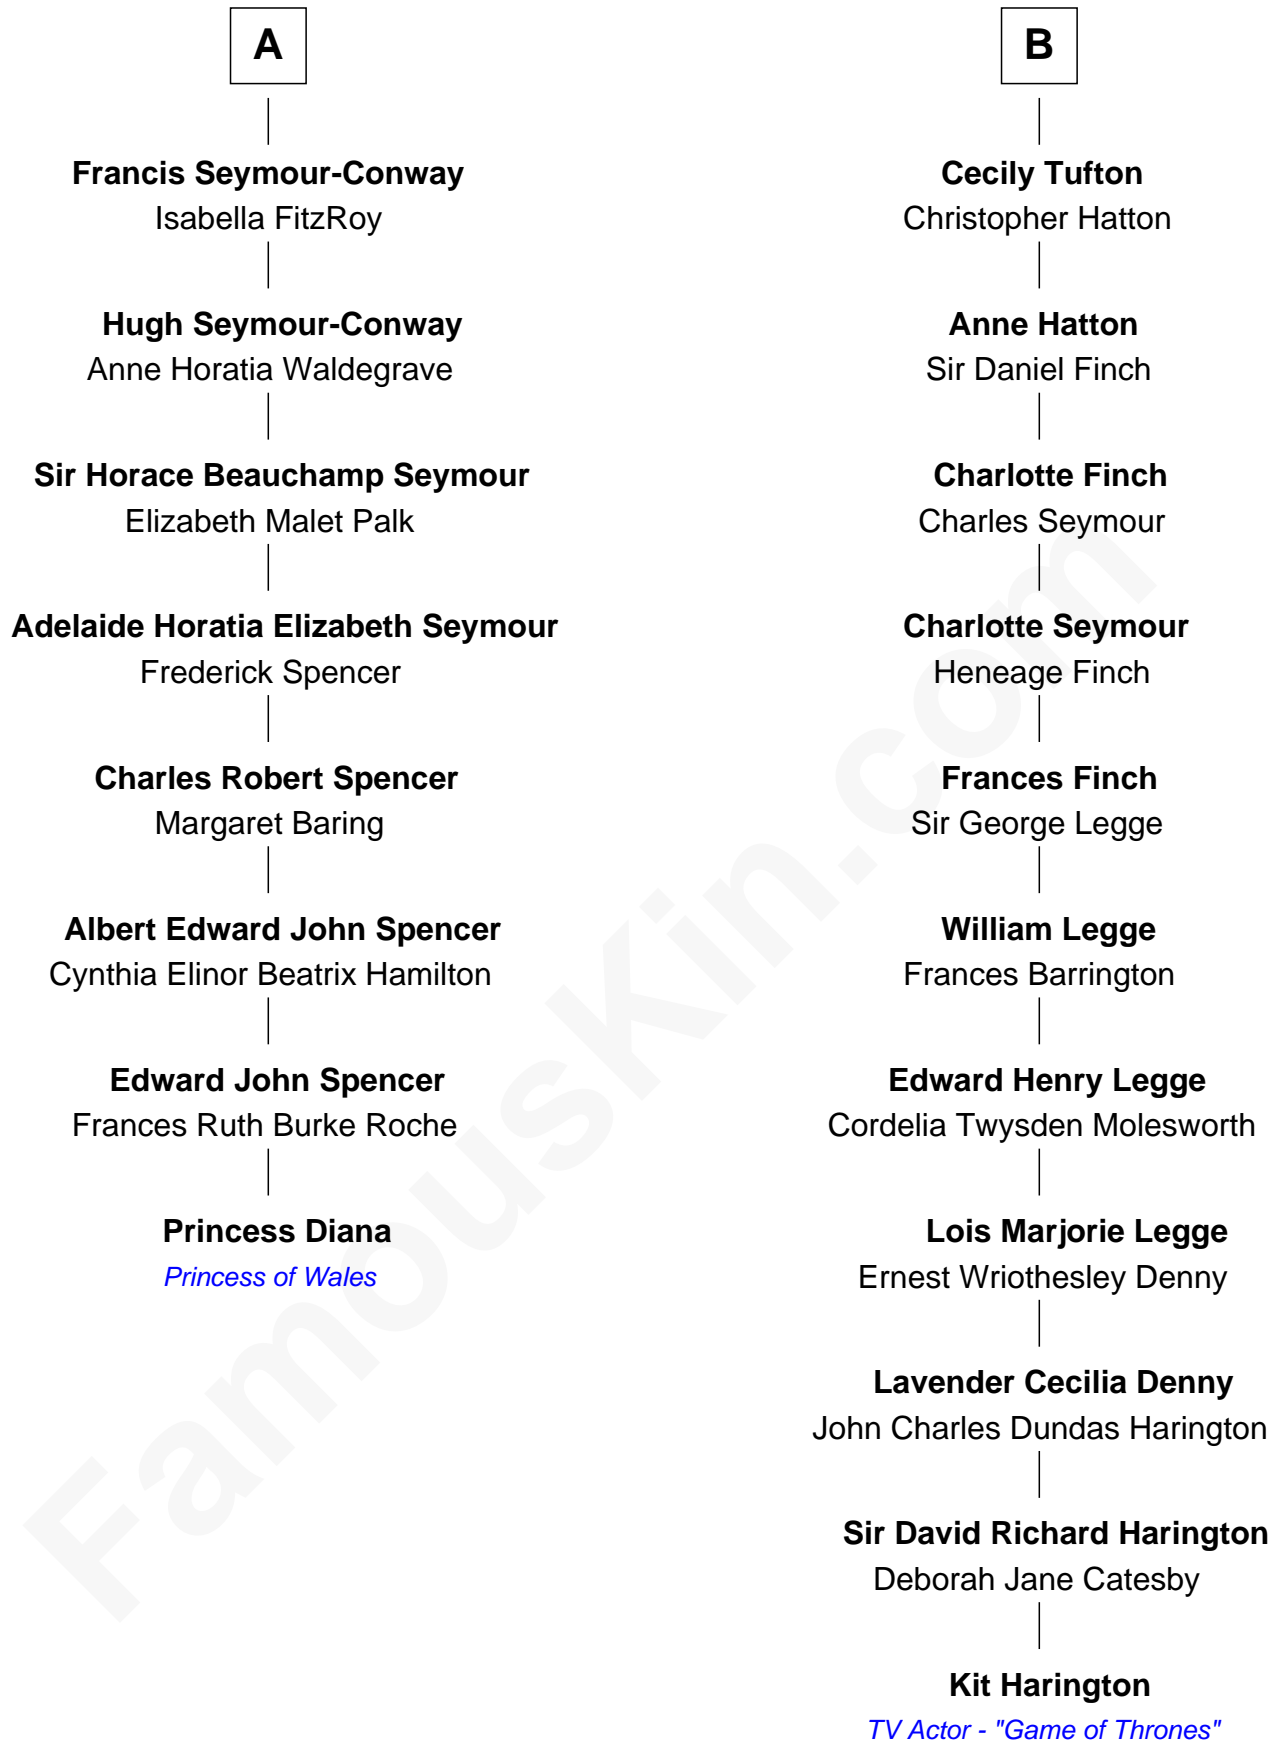 A
Francis Seymour-Conway
Isabella FitzRoy
Hugh Seymour-Conway
Anne Horatia Waldegrave
Sir Horace Beauchamp Seymour
Elizabeth Malet Palk
Adelaide Horatia Elizabeth Seymour
Frederick Spencer
Charles Robert Spencer
Margaret Baring
Albert Edward John Spencer
Cynthia Elinor Beatrix Hamilton
Edward John Spencer
Frances Ruth Burke Roche
Princess Diana
Princess of Wales
B
Cecily Tufton
Christopher Hatton
Anne Hatton
Sir Daniel Finch
Charlotte Finch
Charles Seymour
Charlotte Seymour
Heneage Finch
Frances Finch
Sir George Legge
William Legge
Frances Barrington
Edward Henry Legge
Cordelia Twysden Molesworth
Lois Marjorie Legge
Ernest Wriothesley Denny
Lavender Cecilia Denny
John Charles Dundas Harington
Sir David Richard Harington
Deborah Jane Catesby
Kit Harington
TV Actor - "Game of Thrones"
FamousKin.com